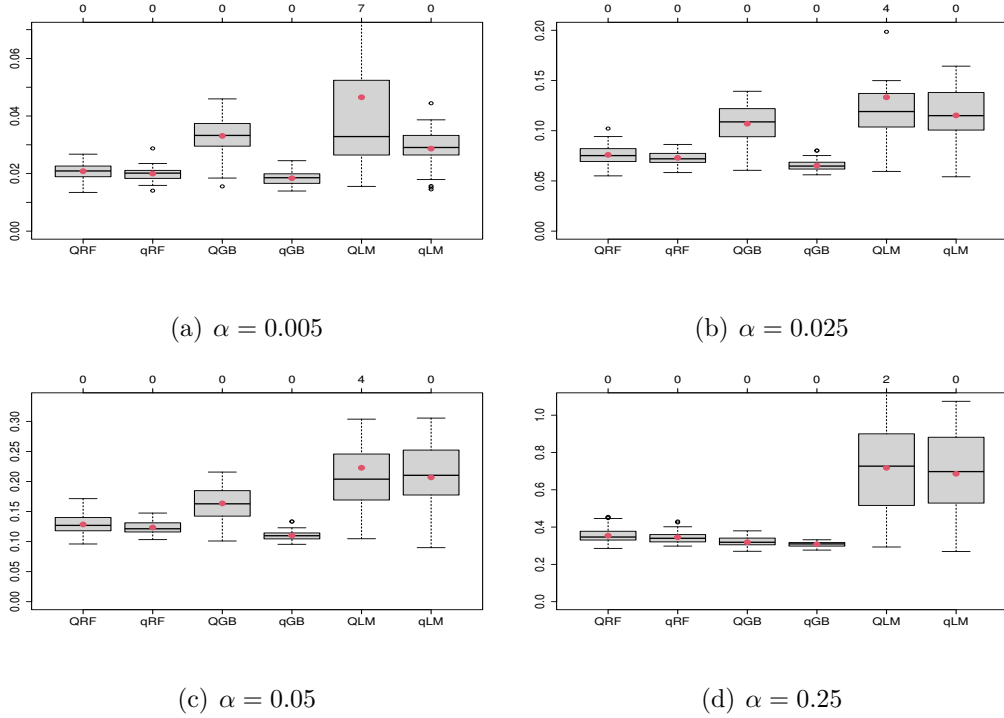 0 0 0 0 7 0
0.06
0.04
0.02
0.00
QRF qRF QGB qGB QLM qLM
(a) α = 0.005
0 0 0 0 4 0
0.20
0.15
0.10
0.05
QRF qRF QGB qGB QLM qLM
(b) α = 0.025
0 0 0 0 4 0
0.30
0.25
0.20
0.15
0.10
0.05
0.00
QRF qRF QGB qGB QLM qLM
(c) α = 0.05
0 0 0 0 2 0
1.0
0.8
0.6
0.4
0.2
0.0
QRF qRF QGB qGB QLM qLM
(d) α = 0.25